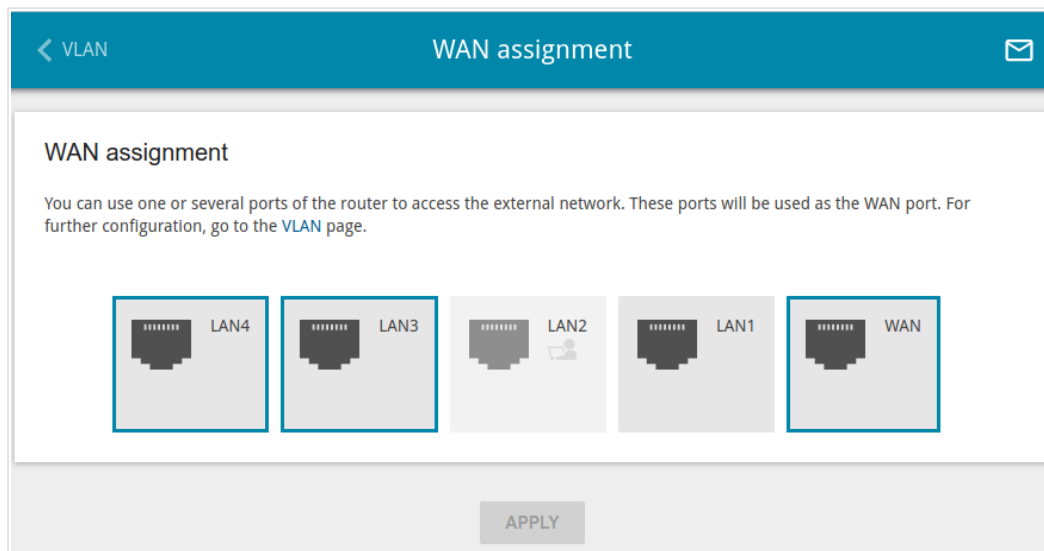 VLAN
WAN assignment
WAN assignment
You can use one or several ports of the router to access the external network. These ports will be used as the WAN port. For
further configuration, go to the VLAN page.
LAN4
LAN3
LAN2
LAN1
WAN
APPLY